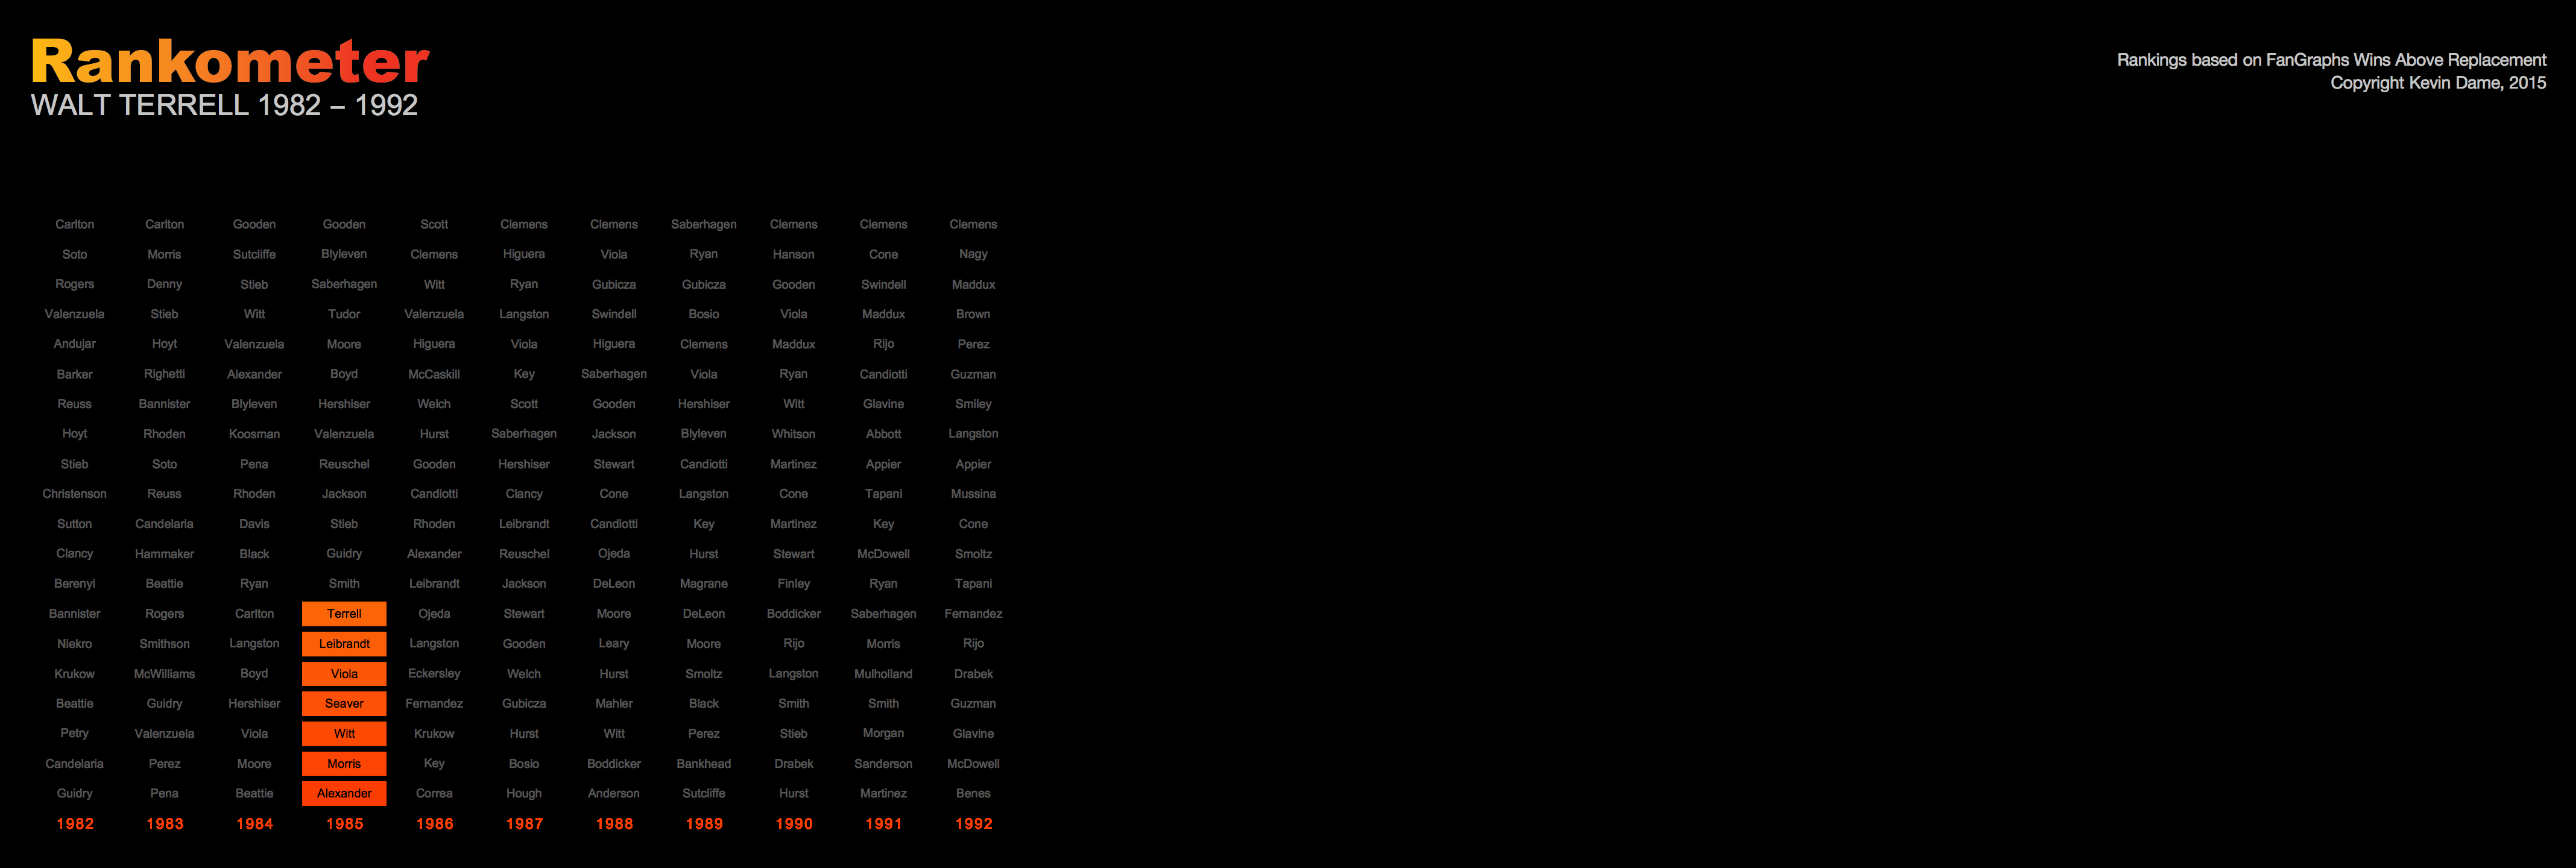 Rankometer
WALT TERRELL 1982 – 1992
Rankings based on FanGraphs Wins Above Replacement
Copyright Kevin Dame, 2015
Carlton Carlton Gooden Gooden Scott Clemens Clemens Saberhagen Clemens Clemens Clemens
Soto Morris Sutcliffe Blyleven Clemens Higuera Viola Ryan Hanson Cone Nagy
Rogers Denny Stieb Saberhagen Witt Ryan Gubicza Gubicza Gooden Swindell Maddux
Valenzuela Stieb Witt Tudor Valenzuela Langston Swindell Bosio Viola Maddux Brown
Andujar Hoyt Valenzuela Moore Higuera Viola Higuera Clemens Maddux Rijo Perez
Barker Righetti Alexander Boyd McCaskill Key Saberhagen Viola Ryan Candiotti Guzman
Reuss Bannister Blyleven Hershiser Welch Scott Gooden Hershiser Witt Glavine Smiley
Hoyt Rhoden Koosman Valenzuela Hurst Saberhagen Jackson Blyleven Whitson Abbott Langston
Stieb Soto Pena Reuschel Gooden Hershiser Stewart Candiotti Martinez Appier Appier
Christenson Reuss Rhoden Jackson Candiotti Clancy Cone Langston Cone Tapani Mussina
Sutton Candelaria Davis Stieb Rhoden Leibrandt Candiotti Key Martinez Key Cone
Clancy Hammaker Black Guidry Alexander Reuschel Ojeda Hurst Stewart McDowell Smoltz
Berenyi Beattie Ryan Smith Leibrandt Jackson DeLeon Magrane Finley Ryan Tapani
Bannister Rogers Carlton Terrell Ojeda Stewart Moore DeLeon Boddicker Saberhagen Fernandez
Niekro Smithson Langston Leibrandt Langston Gooden Leary Moore Rijo Morris Rijo
Krukow McWilliams Boyd Viola Eckersley Welch Hurst Smoltz Langston Mulholland Drabek
Beattie Guidry Hershiser Seaver Fernandez Gubicza Mahler Black Smith Smith Guzman
Petry Valenzuela Viola Witt Krukow Hurst Witt Perez Stieb Morgan Glavine
Candelaria Perez Moore Morris Key Bosio Boddicker Bankhead Drabek Sanderson McDowell
Guidry Pena Beattie Alexander Correa Hough Anderson Sutcliffe Hurst Martinez Benes
1982 1983 1984 1985 1986 1987 1988 1989 1990 1991 1992